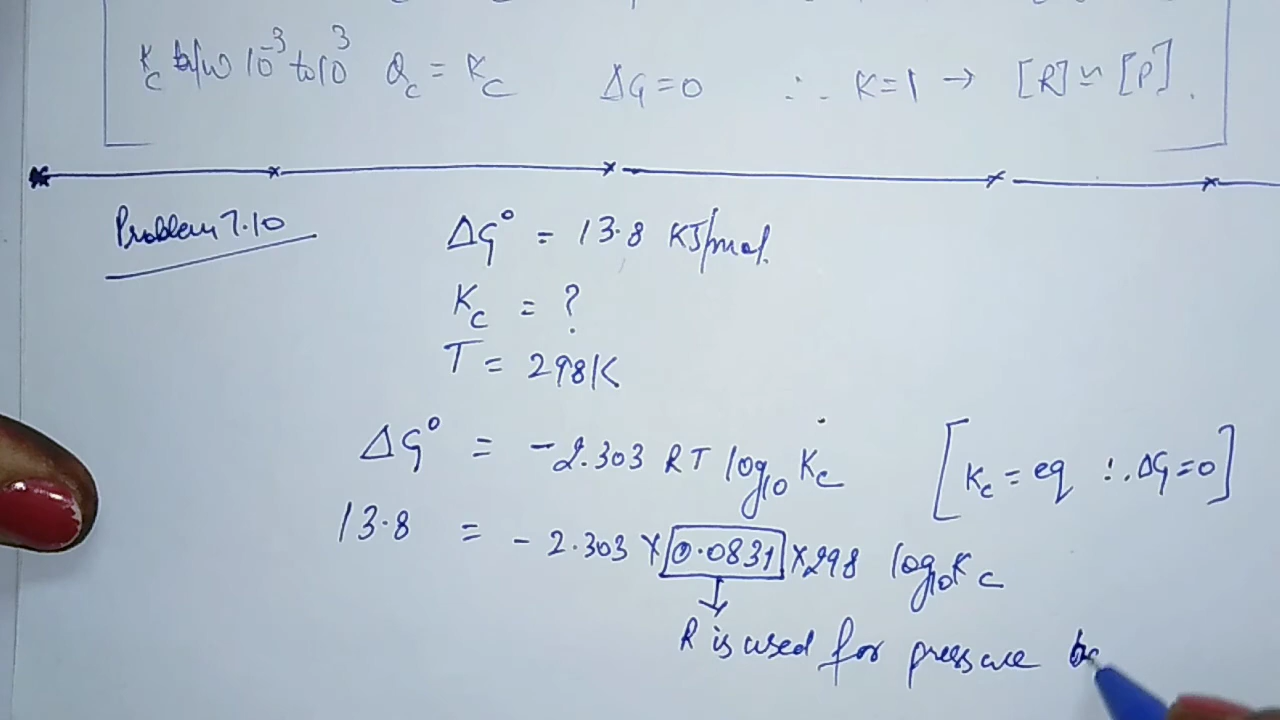 Kc b/w 10⁻³ to 10³ Qc = Kc ΔG = 0 ∴ K = 1 → [R] ≃ [P].
Problem 7.10
ΔG° = 13.8 KJ/mol.
Kc = ?
T = 298K
ΔG° = -2.303 RT log₁₀ Kc [Kc = eq ∴ ΔG = 0]
13.8 = - 2.303 × 0.0831 × 298 log₁₀ Kc
R is used for pressure